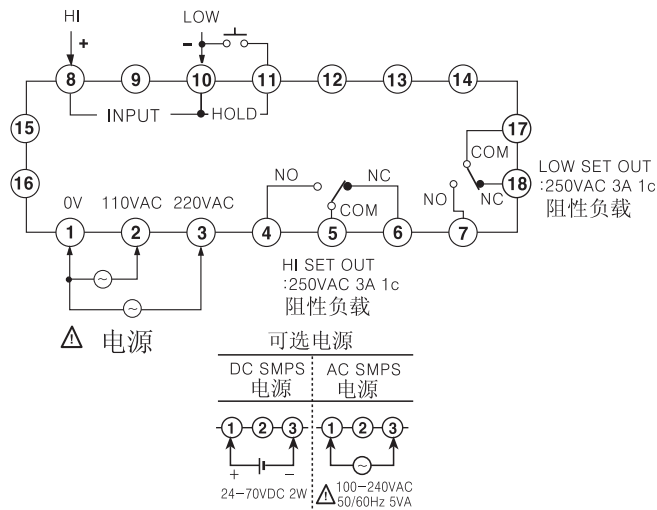 HI
LOW
+
−
8 9 10 11 12 13 14
INPUT
HOLD
15
16
17
COM
18
NO
NC
LOW SET OUT
:250VAC 3A 1c
阻性负载
0V 110VAC 220VAC
NO
NC
COM
1 2 3 4 5 6 7
~
~
HI SET OUT
:250VAC 3A 1c
阻性负载
! 电源
可选电源
DC SMPS
电源
AC SMPS
电源
1 2 3
1 2 3
+ −
~
24−70VDC 2W
! 100−240VAC
50/60Hz 5VA